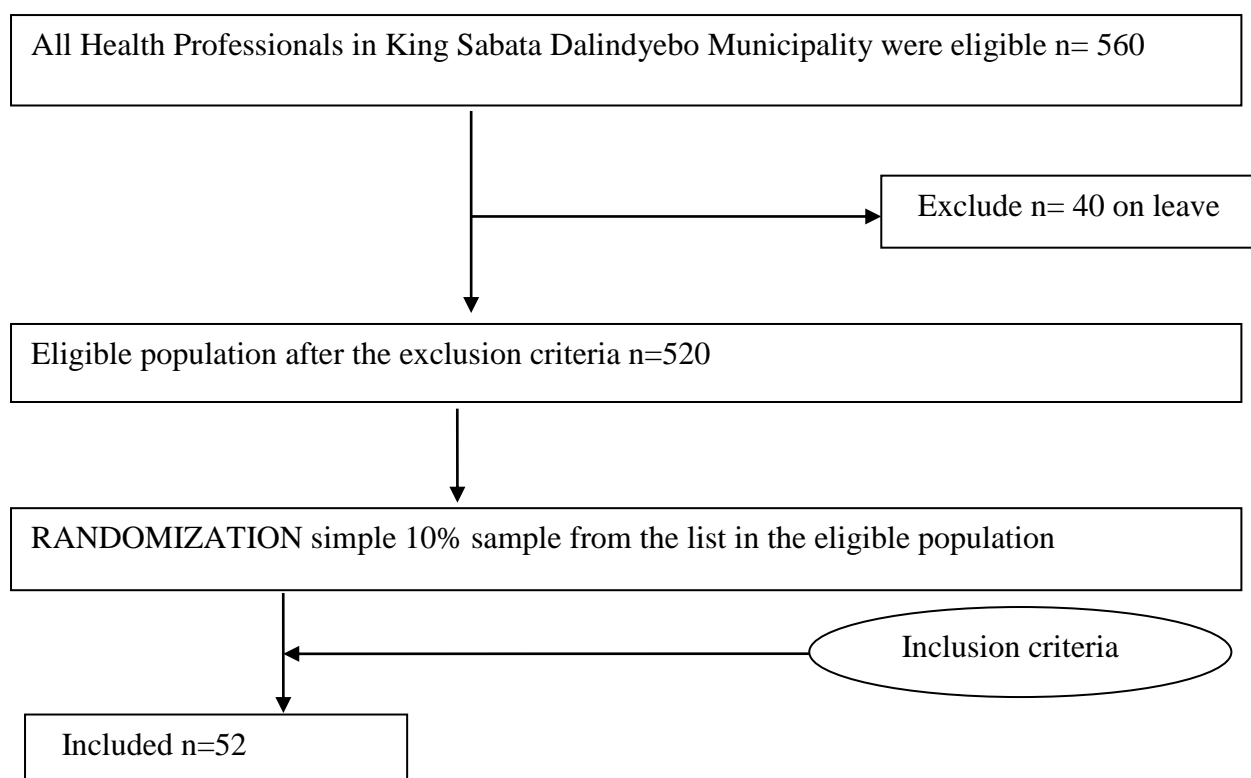 All Health Professionals in King Sabata Dalindyebo Municipality were eligible n= 560
Exclude n= 40 on leave
Eligible population after the exclusion criteria n=520
RANDOMIZATION simple 10% sample from the list in the eligible population
Inclusion criteria
Included n=52